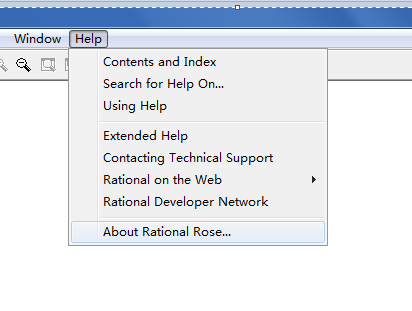 Window Help
Contents and Index
Search for Help On...
Using Help
Extended Help
Contacting Technical Support
Rational on the Web
Rational Developer Network
About Rational Rose...